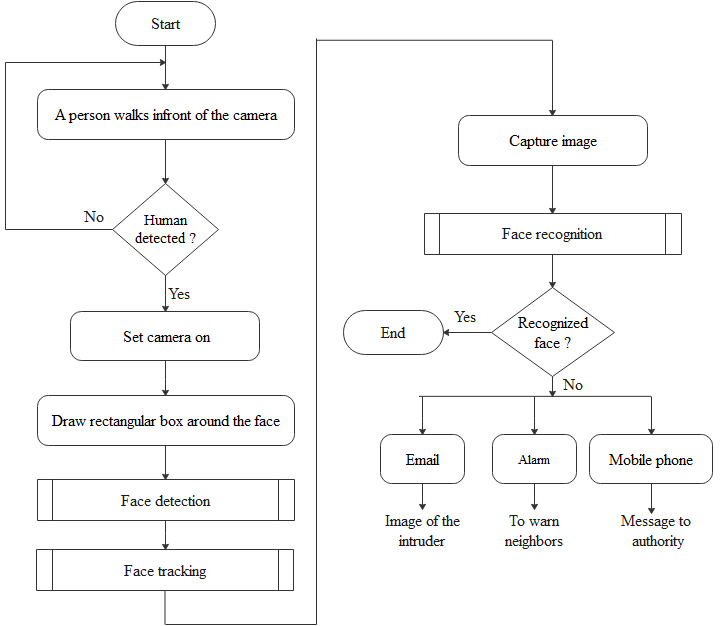 Start
A person walks infront of the camera
No
Human
detected ?
Yes
Set camera on
Draw rectangular box around the face
Face detection
Face tracking
Capture image
Face recognition
Recognized
face ?
Yes
End
No
Email
Alarm
Mobile phone
Image of the
intruder
To warn
neighbors
Message to
authority